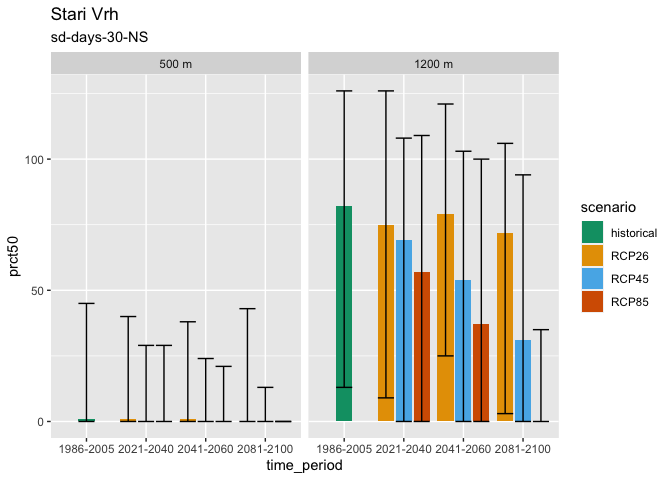 Stari Vrh
sd-days-30-NS
500 m
1200 m
prct50
100
50
0
1986-2005 2021-2040 2041-2060 2081-2100
1986-2005 2021-2040 2041-2060 2081-2100
time_period
scenario
historical
RCP26
RCP45
RCP85